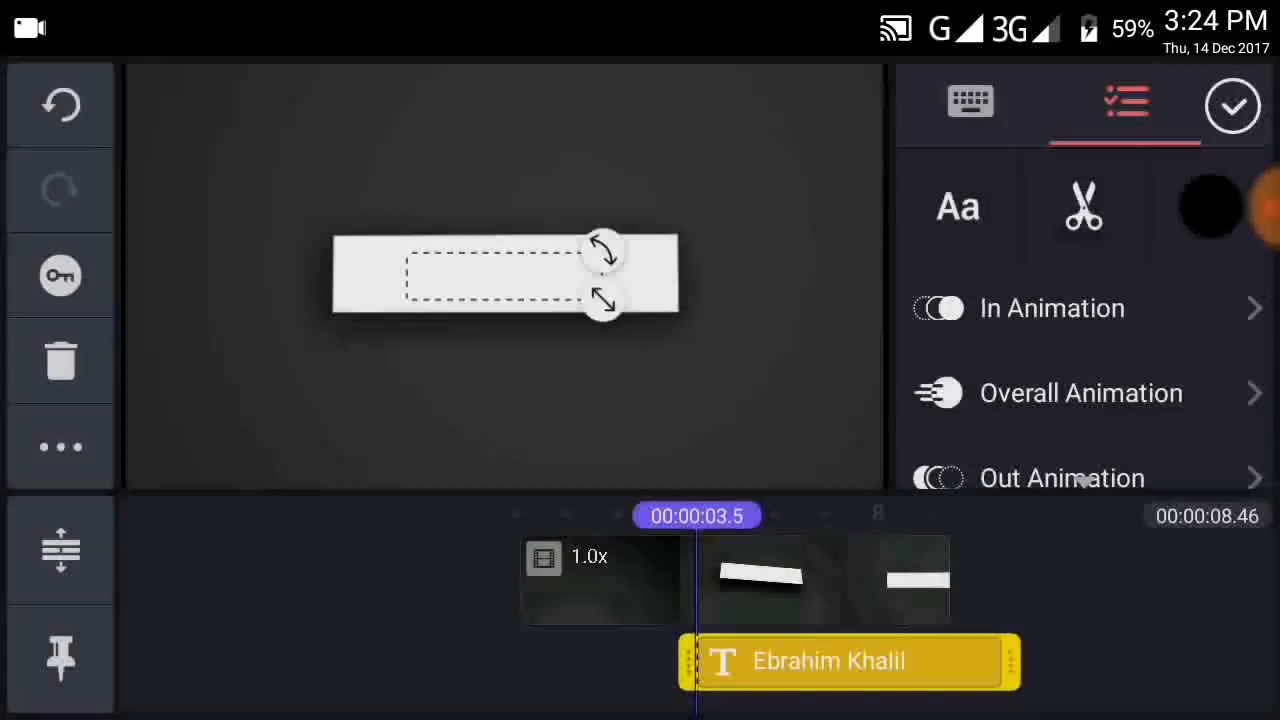 G 3G 59% 3:24 PM
Thu, 14 Dec 2017
Aa
In Animation
Overall Animation
Out Animation
00:00:03.5
8
00:00:08.46
1.0x
T Ebrahim Khalil